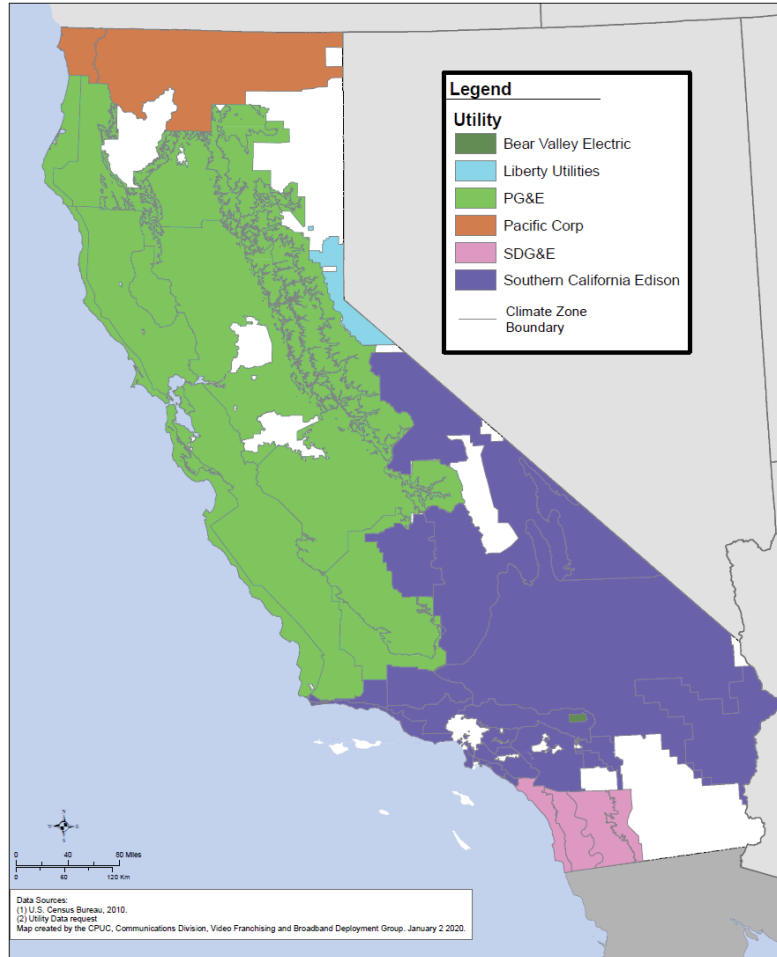 Legend
Utility
Bear Valley Electric
Liberty Utilities
PG&E
Pacific Corp
SDG&E
Southern California Edison
Climate Zone
Boundary
N
W E
S
0 40 80 Miles
0 60 120 Km
Data Sources:
(1) U.S. Census Bureau, 2010.
(2) Utility Data request
Map created by the CPUC, Communications Division, Video Franchising and Broadband Deployment Group. January 2 2020.